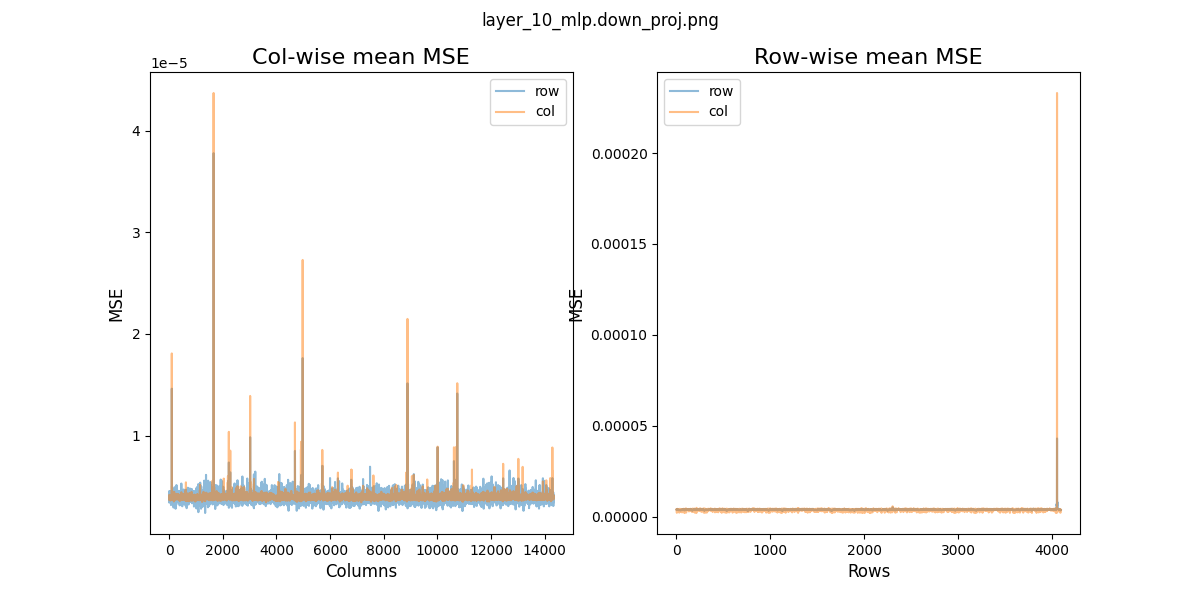 layer_10_mlp.down_proj.png
Col-wise mean MSE
1e−5
row
col
MSE
4
3
2
1
0
2000
4000
6000
8000
10000
12000
14000
Columns
Row-wise mean MSE
row
col
MSE
0.00020
0.00015
0.00010
0.00005
0.00000
0
1000
2000
3000
4000
Rows